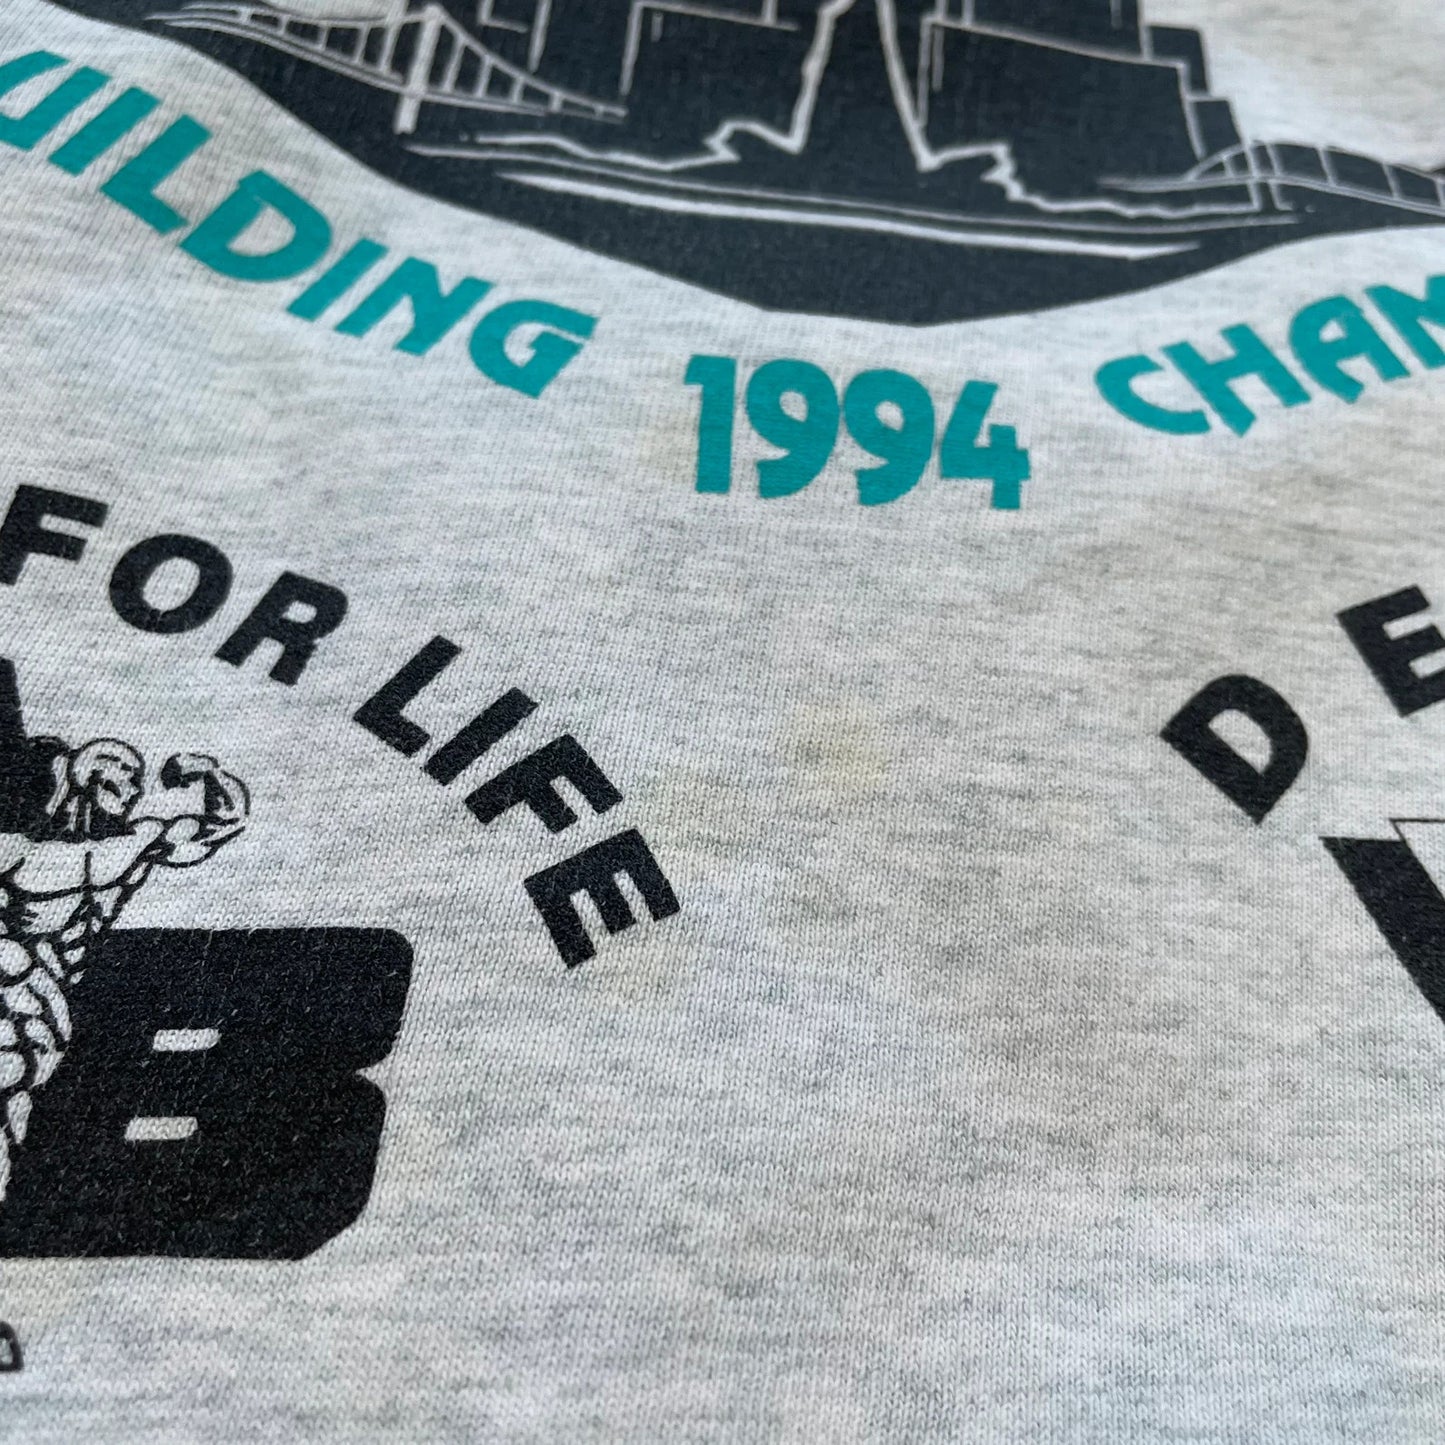 UILDING 1994 CHAM
FOR LIFE
DE
B